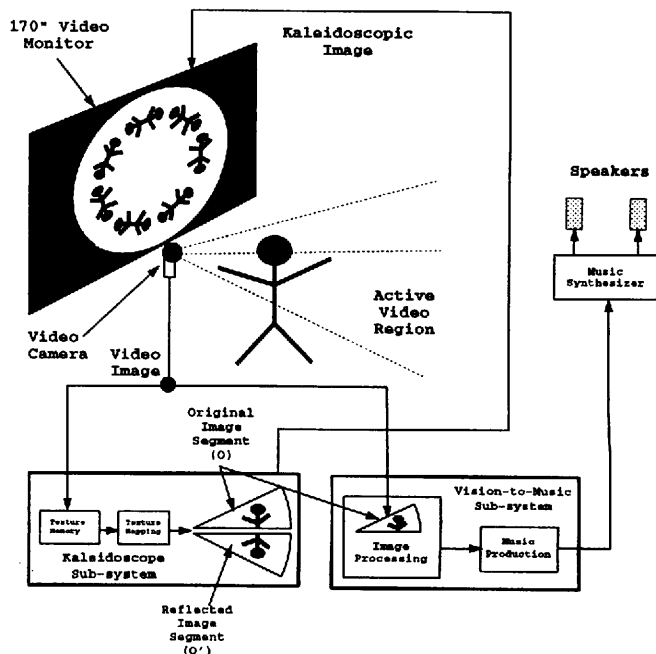 170" Video
Monitor
Kaleidoscopic
Image
Speakers
Music
Synthesizer
Active
Video
Region
Video
Camera
Video
Image
Original
Image
Segment
(O)
Vision-to-Music
Sub-system
Texture
Memory
Texture
Mapping
Image
Processing
Music
Production
Kaleidoscope
Sub-system
Reflected
Image
Segment
(O')